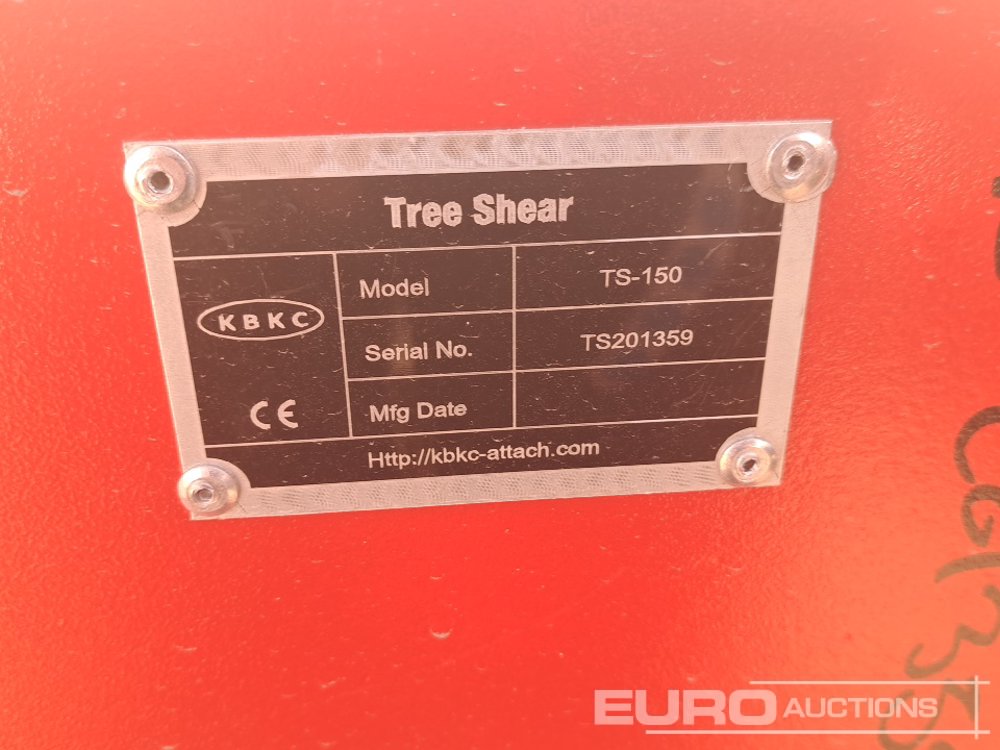 Tree Shear
KBKC
CE
Model TS-150
Serial No. TS201359
Mfg Date
Http://kbkc-attach.com
EURO AUCTIONS